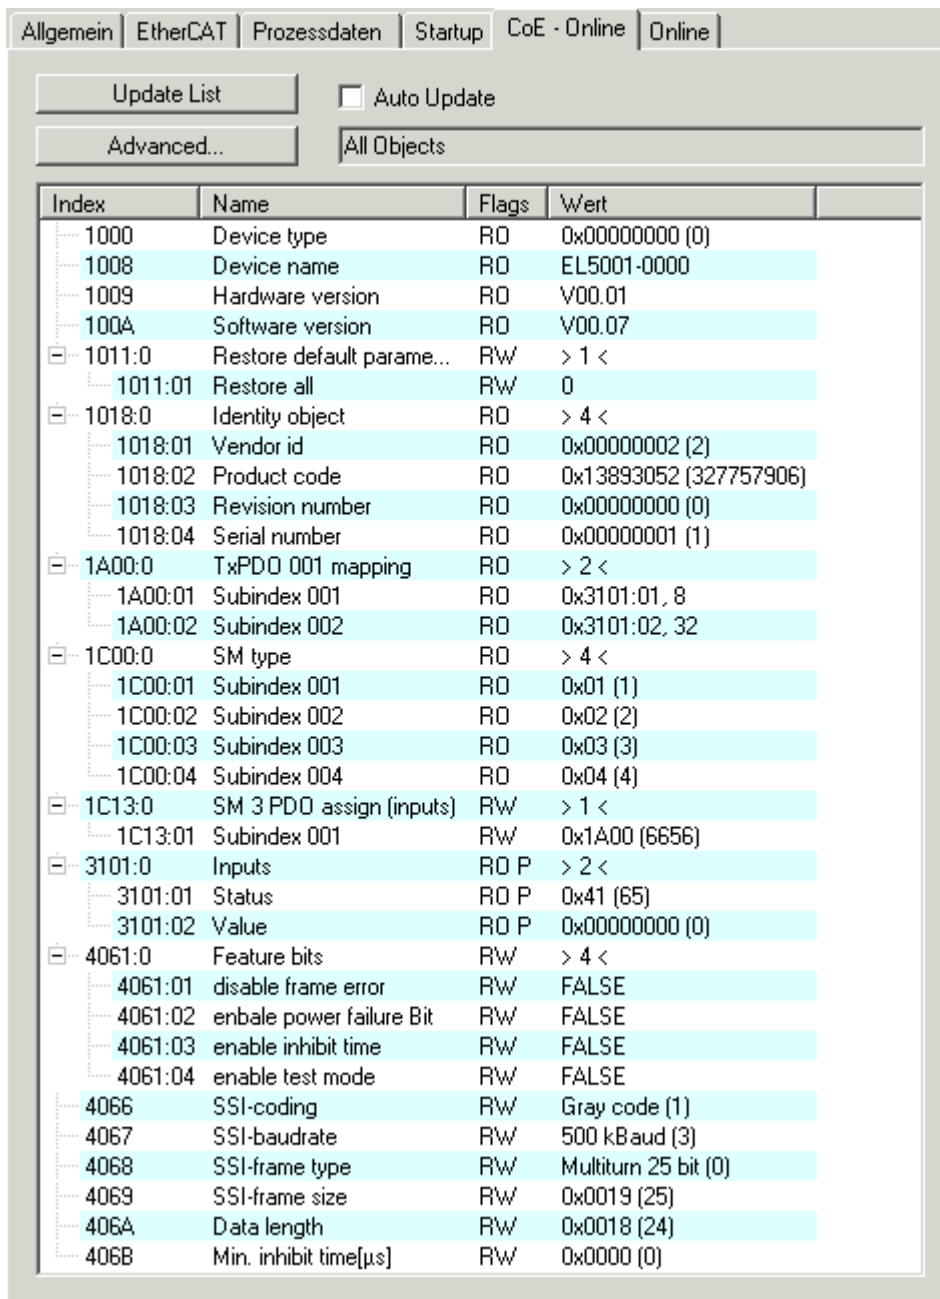 Allgemein EtherCAT Prozessdaten Startup CoE - Online Online
Update List Auto Update
Advanced... All Objects
Index Name Flags Wert
1000 Device type RO 0x00000000 (0)
1008 Device name RO EL5001-0000
1009 Hardware version RO V00.01
100A Software version RO V00.07
1011:0 Restore default parame... RW > 1 <
1011:01 Restore all RW 0
1018:0 Identity object RO > 4 <
1018:01 Vendor id RO 0x00000002 (2)
1018:02 Product code RO 0x13893052 (327757906)
1018:03 Revision number RO 0x00000000 (0)
1018:04 Serial number RO 0x00000001 (1)
1A00:0 TxPDO 001 mapping RO > 2 <
1A00:01 Subindex 001 RO 0x3101:01, 8
1A00:02 Subindex 002 RO 0x3101:02, 32
1C00:0 SM type RO > 4 <
1C00:01 Subindex 001 RO 0x01 (1)
1C00:02 Subindex 002 RO 0x02 (2)
1C00:03 Subindex 003 RO 0x03 (3)
1C00:04 Subindex 004 RO 0x04 (4)
1C13:0 SM 3 PDO assign (inputs) RW > 1 <
1C13:01 Subindex 001 RW 0x1A00 (6656)
3101:0 Inputs RO P > 2 <
3101:01 Status RO P 0x41 (65)
3101:02 Value RO P 0x00000000 (0)
4061:0 Feature bits RW > 4 <
4061:01 disable frame error RW FALSE
4061:02 enbale power failure Bit RW FALSE
4061:03 enable inhibit time RW FALSE
4061:04 enable test mode RW FALSE
4066 SSI-coding RW Gray code (1)
4067 SSI-baudrate RW 500 kBaud (3)
4068 SSI-frame type RW Multiturn 25 bit (0)
4069 SSI-frame size RW 0x0019 (25)
406A Data length RW 0x0018 (24)
406B Min. inhibit time[µs] RW 0x0000 (0)